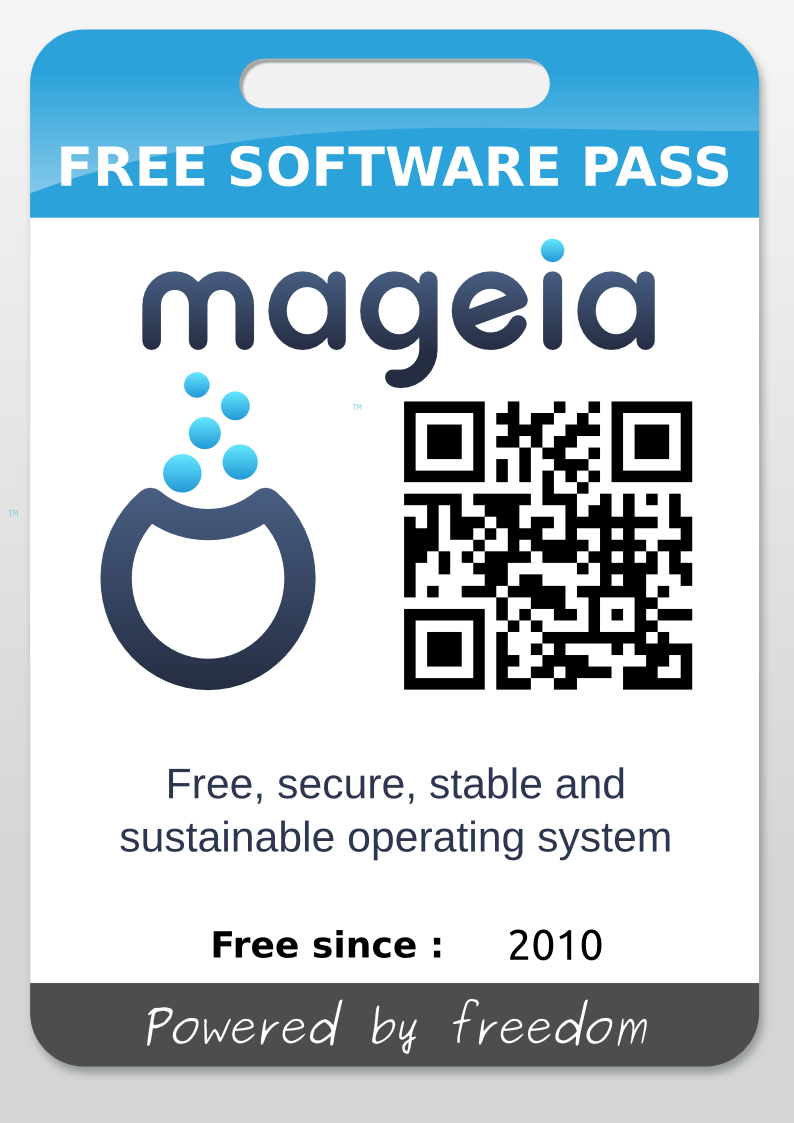 FREE SOFTWARE PASS
mageia
TM
TM
Free, secure, stable and
sustainable operating system
Free since : 2010
Powered by freedom